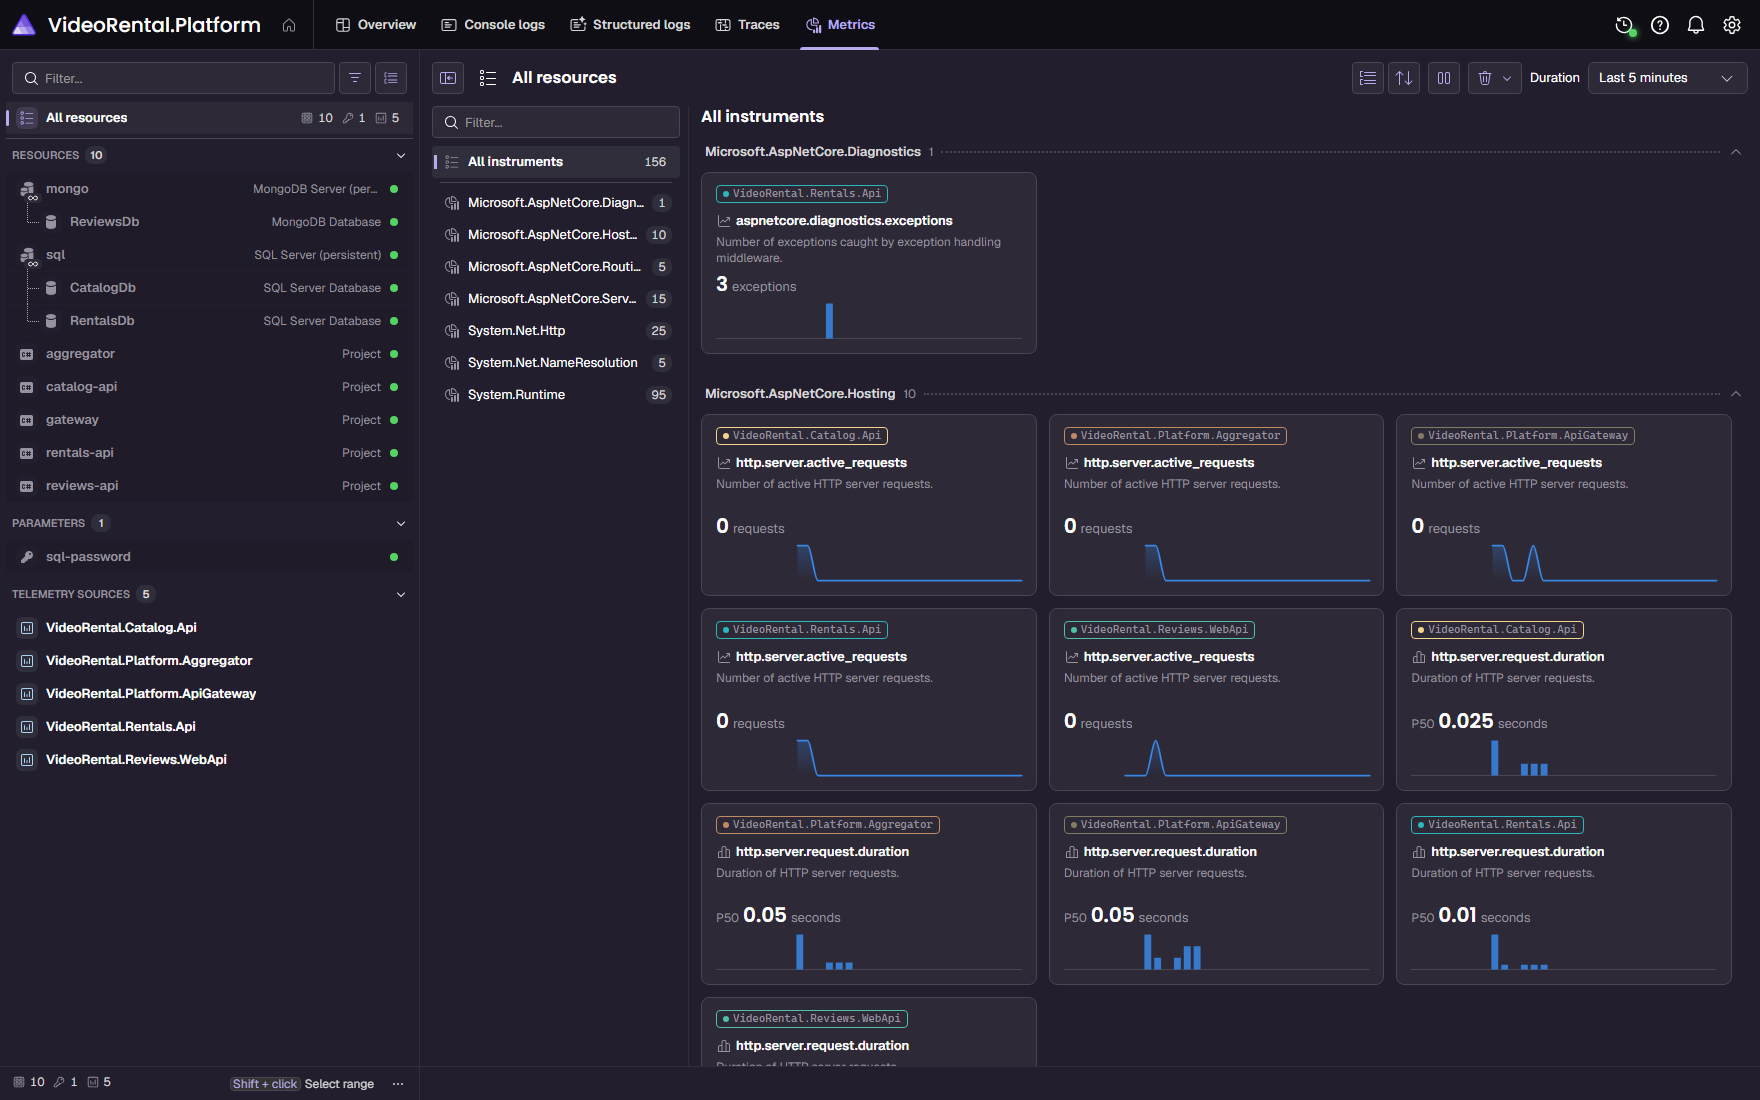 VideoRental.Platform
Overview
Console logs
Structured logs
Traces
Metrics
Filter...
All resources
10
1
5
RESOURCES 10
mongo
MongoDB Server (per...
ReviewsDb
MongoDB Database
sql
SQL Server (persistent)
CatalogDb
SQL Server Database
RentalsDb
SQL Server Database
aggregator
Project
catalog-api
Project
gateway
Project
rentals-api
Project
reviews-api
Project
PARAMETERS 1
sql-password
TELEMETRY SOURCES 5
VideoRental.Catalog.Api
VideoRental.Platform.Aggregator
VideoRental.Platform.ApiGateway
VideoRental.Rentals.Api
VideoRental.Reviews.WebApi
10
1
5
Shift + click Select range
...
All resources
Duration
Last 5 minutes
Filter...
All instruments
156
Microsoft.AspNetCore.Diagn...
1
Microsoft.AspNetCore.Host...
10
Microsoft.AspNetCore.Routi...
5
Microsoft.AspNetCore.Serv...
15
System.Net.Http
25
System.Net.NameResolution
5
System.Runtime
95
All instruments
Microsoft.AspNetCore.Diagnostics 1
VideoRental.Rentals.Api
aspnetcore.diagnostics.exceptions
Number of exceptions caught by exception handling
middleware.
3 exceptions
Microsoft.AspNetCore.Hosting 10
VideoRental.Catalog.Api
http.server.active_requests
Number of active HTTP server requests.
0 requests
VideoRental.Platform.Aggregator
http.server.active_requests
Number of active HTTP server requests.
0 requests
VideoRental.Platform.ApiGateway
http.server.active_requests
Number of active HTTP server requests.
0 requests
VideoRental.Rentals.Api
http.server.active_requests
Number of active HTTP server requests.
0 requests
VideoRental.Reviews.WebApi
http.server.active_requests
Number of active HTTP server requests.
0 requests
VideoRental.Catalog.Api
http.server.request.duration
Duration of HTTP server requests.
P50 0.025 seconds
VideoRental.Platform.Aggregator
http.server.request.duration
Duration of HTTP server requests.
P50 0.05 seconds
VideoRental.Platform.ApiGateway
http.server.request.duration
Duration of HTTP server requests.
P50 0.05 seconds
VideoRental.Rentals.Api
http.server.request.duration
Duration of HTTP server requests.
P50 0.01 seconds
VideoRental.Reviews.WebApi
http.server.request.duration
Duration of HTTP server requests.